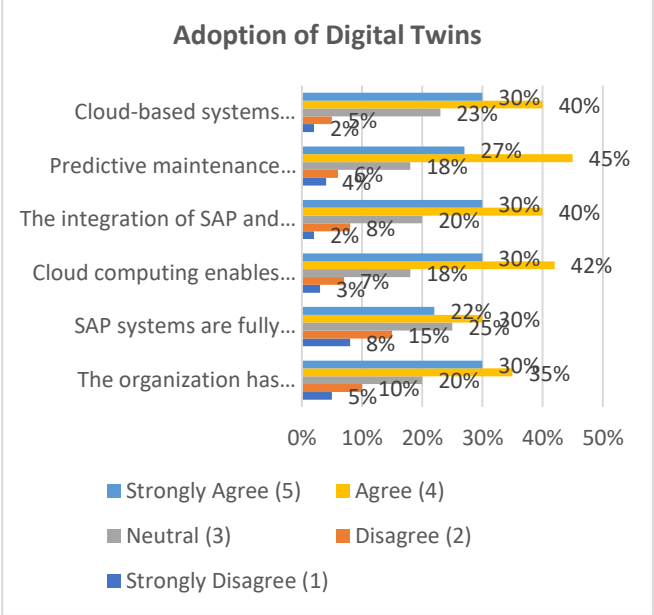 Adoption of Digital Twins
Cloud-based systems...
30%
40%
23%
5%
2%
Predictive maintenance...
27%
45%
18%
6%
4%
The integration of SAP and...
30%
40%
20%
8%
2%
Cloud computing enables...
30%
42%
18%
7%
3%
SAP systems are fully...
22%
30%
25%
15%
8%
The organization has...
30%
35%
20%
10%
5%
0% 10% 20% 30% 40% 50%
Strongly Agree (5) Agree (4)
Neutral (3) Disagree (2)
Strongly Disagree (1)